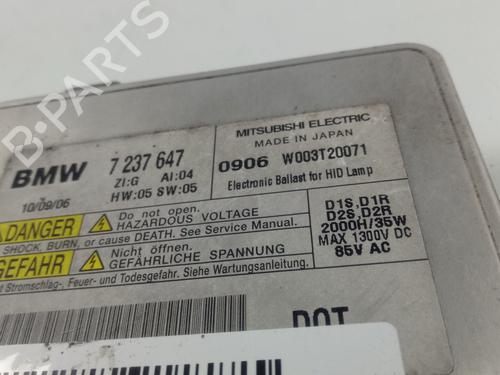 BMW 7 237 647
ZI:G AI:04
10/09/06 HW:05 SW:05
MITSUBISHI ELECTRIC
MADE IN JAPAN
0906 W003T20071
Electronic Ballast for HID Lamp
DANGER
Do not open.
HAZARDOUS VOLTAGE
SHOCK, BURN, or cause DEATH. See Service Manual.
GEFAHR
Nicht öffnen.
GEFÄHRLICHE SPANNUNG
Stromschlag-, Feuer- und Todesgefahr. Siehe Wartungsanleitung.
D1S, D1R
D2S, D2R
2000H/35W
MAX 1300V DC
85V AC
DOT